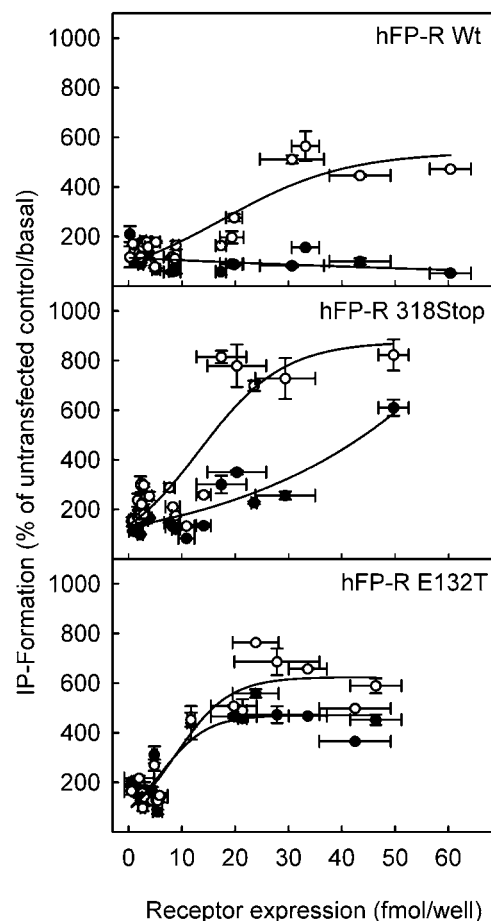 1000
hFP-R Wt
800
600
400
200
1000
hFP-R 318Stop
800
600
400
200
1000
hFP-R E132T
800
600
400
200
0 10 20 30 40 50 60
Receptor expression (fmol/well)
IP-Formation (% of untransfected control/basal)